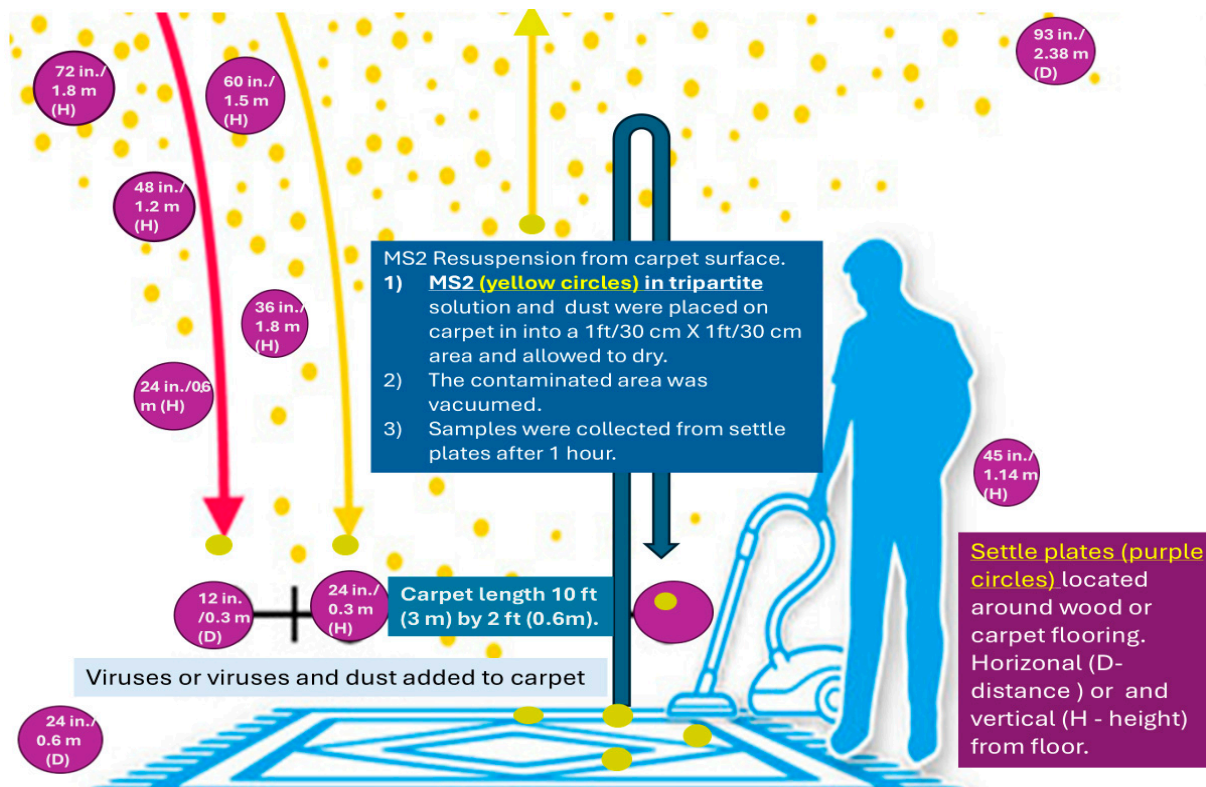 93 in./
2.38 m
(D)
72 in./
1.8 m
(H)
60 in./
1.5 m
(H)
48 in./
1.2 m
(H)
MS2 Resuspension from carpet surface.
1) MS2 (yellow circles) in tripartite
solution and dust were placed on
carpet in into a 1ft/30 cm X 1ft/30 cm
area and allowed to dry.
2) The contaminated area was
vacuumed.
3) Samples were collected from settle
plates after 1 hour.
36 in./
1.8 m
(H)
24 in./0.6
m (H)
45 in./
1.14 m
(H)
12 in.
/0.3 m
(D)
24 in./
0.3 m
(H)
Carpet length 10 ft
(3 m) by 2 ft (0.6m).
Settle plates (purple
circles) located
around wood or
carpet flooring.
Horizonal (D-
distance ) or and
vertical (H - height)
from floor.
Viruses or viruses and dust added to carpet
24 in./
0.6 m
(D)